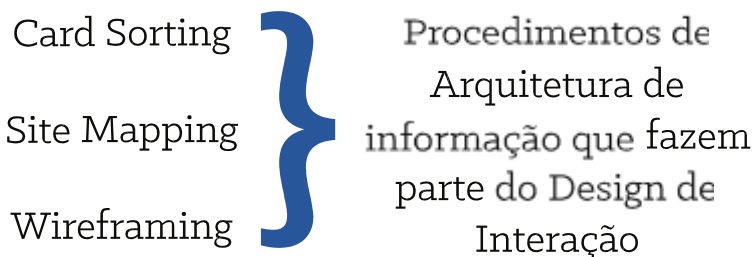 Card Sorting
Site Mapping
Wireframing
Procedimentos de
Arquitetura de
informação que fazem
parte do Design de
Interação